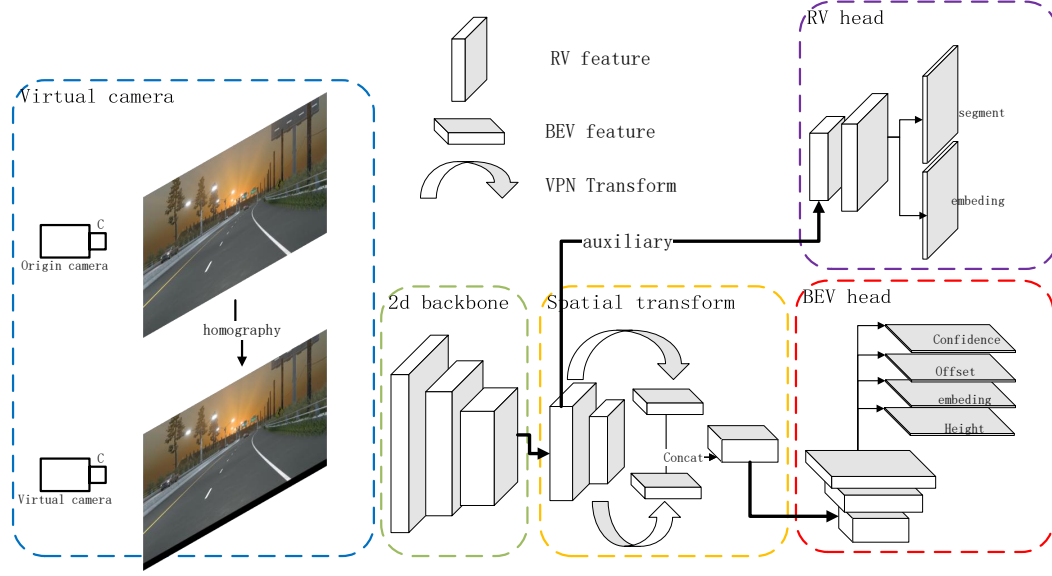 Virtual camera
C
Origin camera
homography
C
Virtual camera
RV feature
BEV feature
VPN Transform
2d backbone
Spatial transform
auxiliary
Concat
RV head
segment
embeding
BEV head
Confidence
Offset
embeding
Height